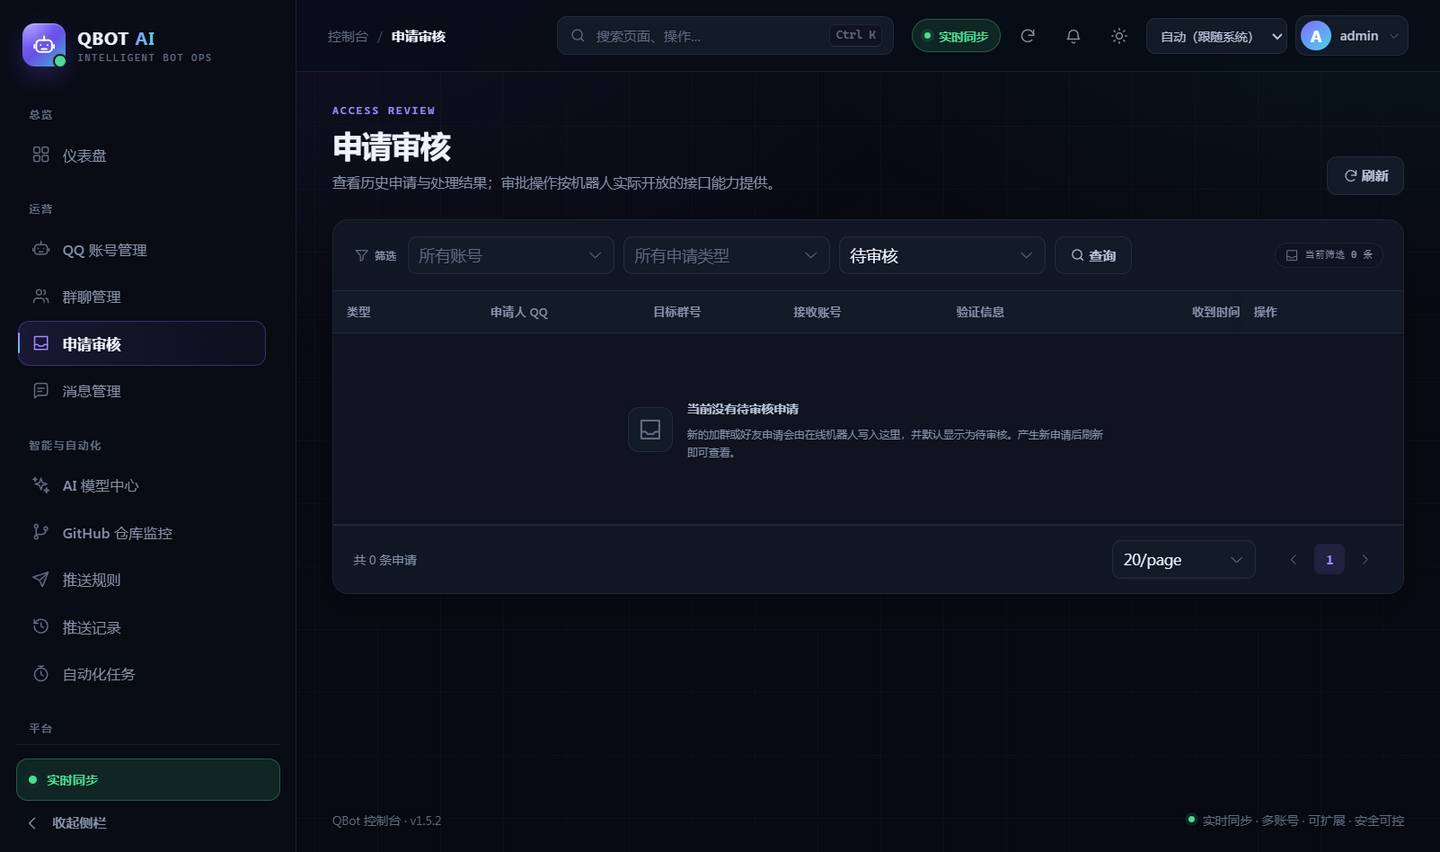 QBOT AI
INTELLIGENT BOT OPS
总览
仪表盘
运营
QQ 账号管理
群聊管理
申请审核
消息管理
智能与自动化
AI 模型中心
GitHub 仓库监控
推送规则
推送记录
自动化任务
平台
实时同步
收起侧栏
控制台 / 申请审核
搜索页面、操作...
Ctrl K
实时同步
自动（跟随系统）
A
admin
ACCESS REVIEW
申请审核
查看历史申请与处理结果；审批操作按机器人实际开放的接口能力提供。
刷新
筛选
所有账号
所有申请类型
待审核
查询
当前筛选 0 条
类型 申请人 QQ 目标群号 接收账号 验证信息 收到时间 操作
当前没有待审核申请
新的加群或好友申请会由在线机器人写入这里，并默认显示为待审核。产生新申请后刷新
即可查看。
共 0 条申请
20/page
1
QBot 控制台 · v1.5.2
实时同步 · 多账号 · 可扩展 · 安全可控